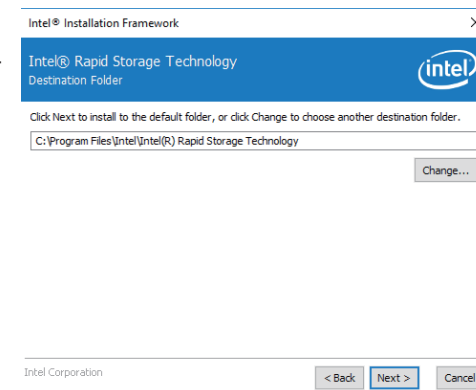 Intel® Installation Framework
Intel® Rapid Storage Technology
Destination Folder
intel
Click Next to install to the default folder, or click Change to choose another destination folder.
C:\Program Files\Intel\Intel(R) Rapid Storage Technology
Change...
Intel Corporation
< Back Next > Cancel